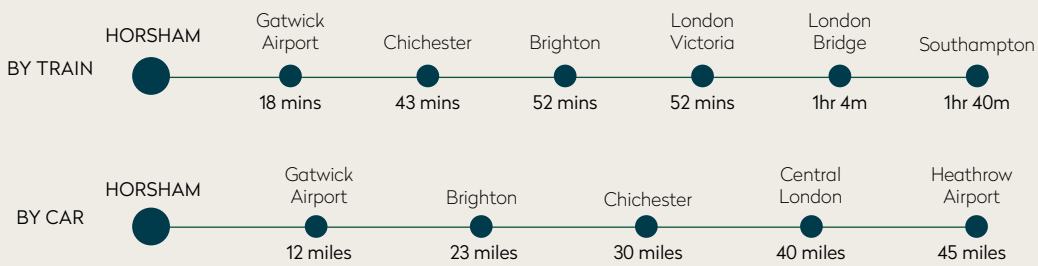 HORSHAM
Gatwick
Airport
Chichester
Brighton
London
Victoria
London
Bridge
Southampton
BY TRAIN
18 mins
43 mins
52 mins
52 mins
1hr 4m
1hr 40m
HORSHAM
Gatwick
Airport
Brighton
Chichester
Central
London
Heathrow
Airport
BY CAR
12 miles
23 miles
30 miles
40 miles
45 miles